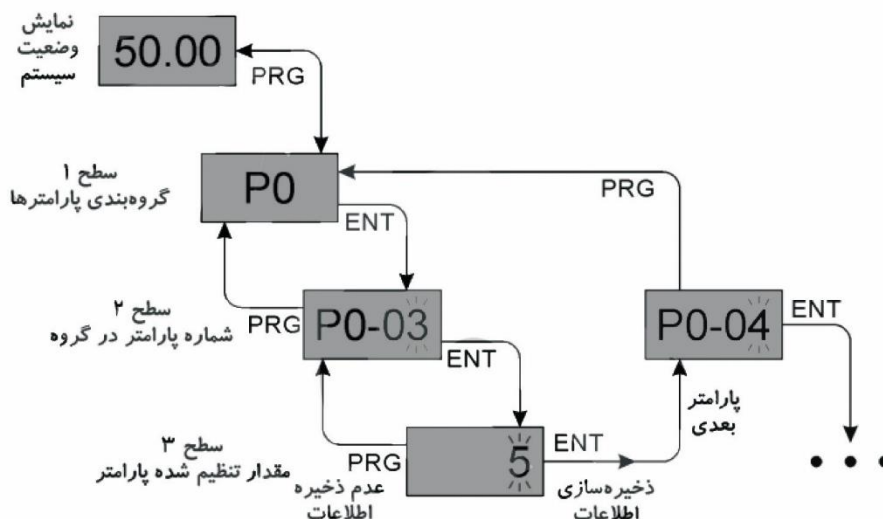 نمایش
وضعیت
سیستم
50.00
PRG
سطح ۱
گروه‌بندی پارامترها
P0
PRG
ENT
سطح ۲
شماره پارامتر در گروه
PRG
P0-03
ENT
P0-04
ENT
سطح ۳
مقدار تنظیم شده پارامتر
PRG
عدم ذخیره
اطلاعات
5
ENT
ذخیره‌سازی
اطلاعات
پارامتر
بعدی
• • •